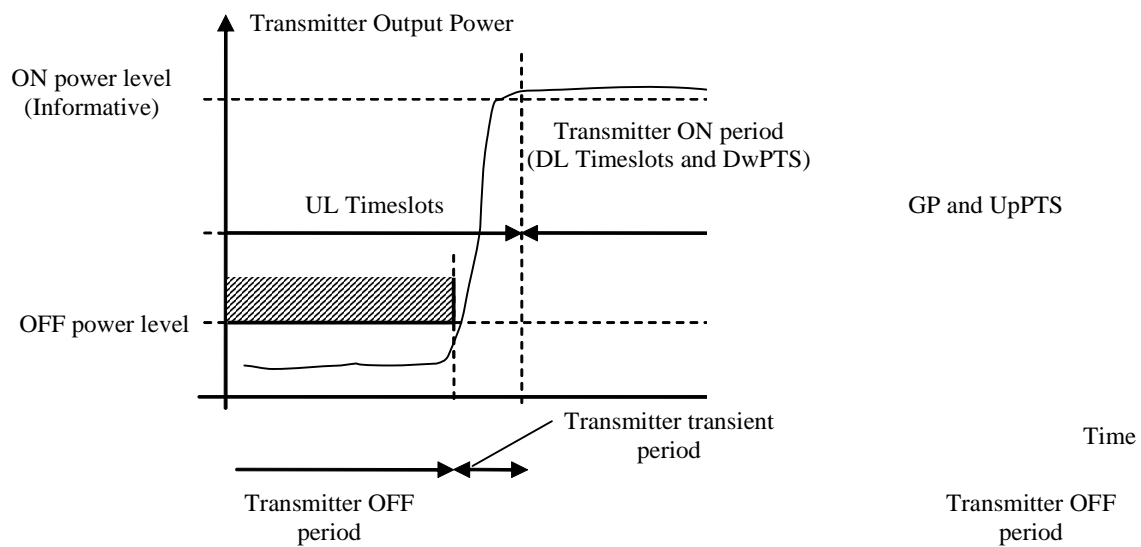 Transmitter Output Power
ON power level
(Informative)
Transmitter ON period
(DL Timeslots and DwPTS)
UL Timeslots
GP and UpPTS
OFF power level
Transmitter transient
period
Time
Transmitter OFF
period
Transmitter OFF
period